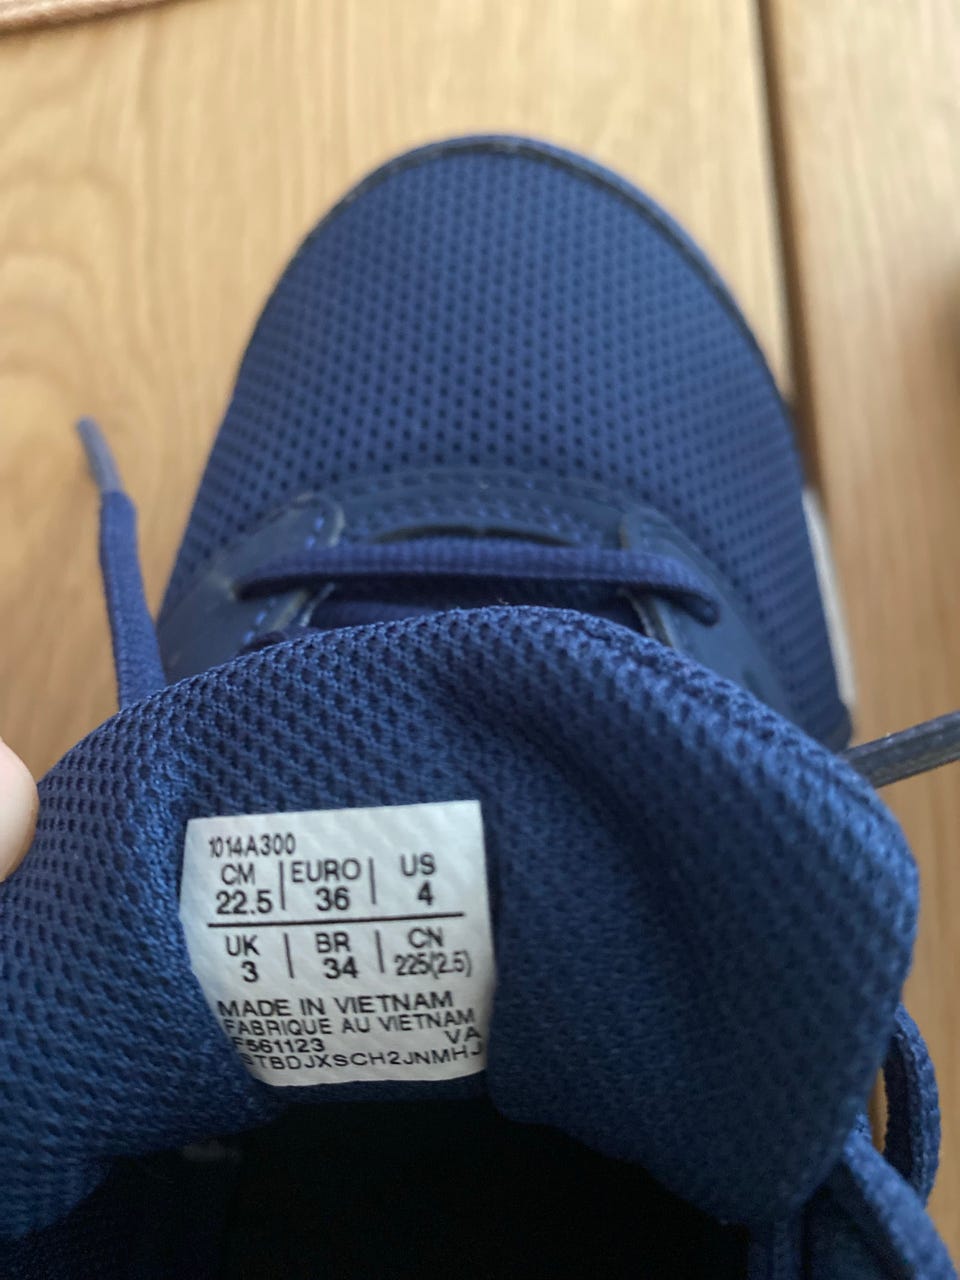 1014A300
CM | EURO | US
22.5 36 4
UK | BR | CN
3 34 225(2.5)
MADE IN VIETNAM
FABRIQUE AU VIETNAM
F561123 VA
STBDJXSCH2JNMHJ